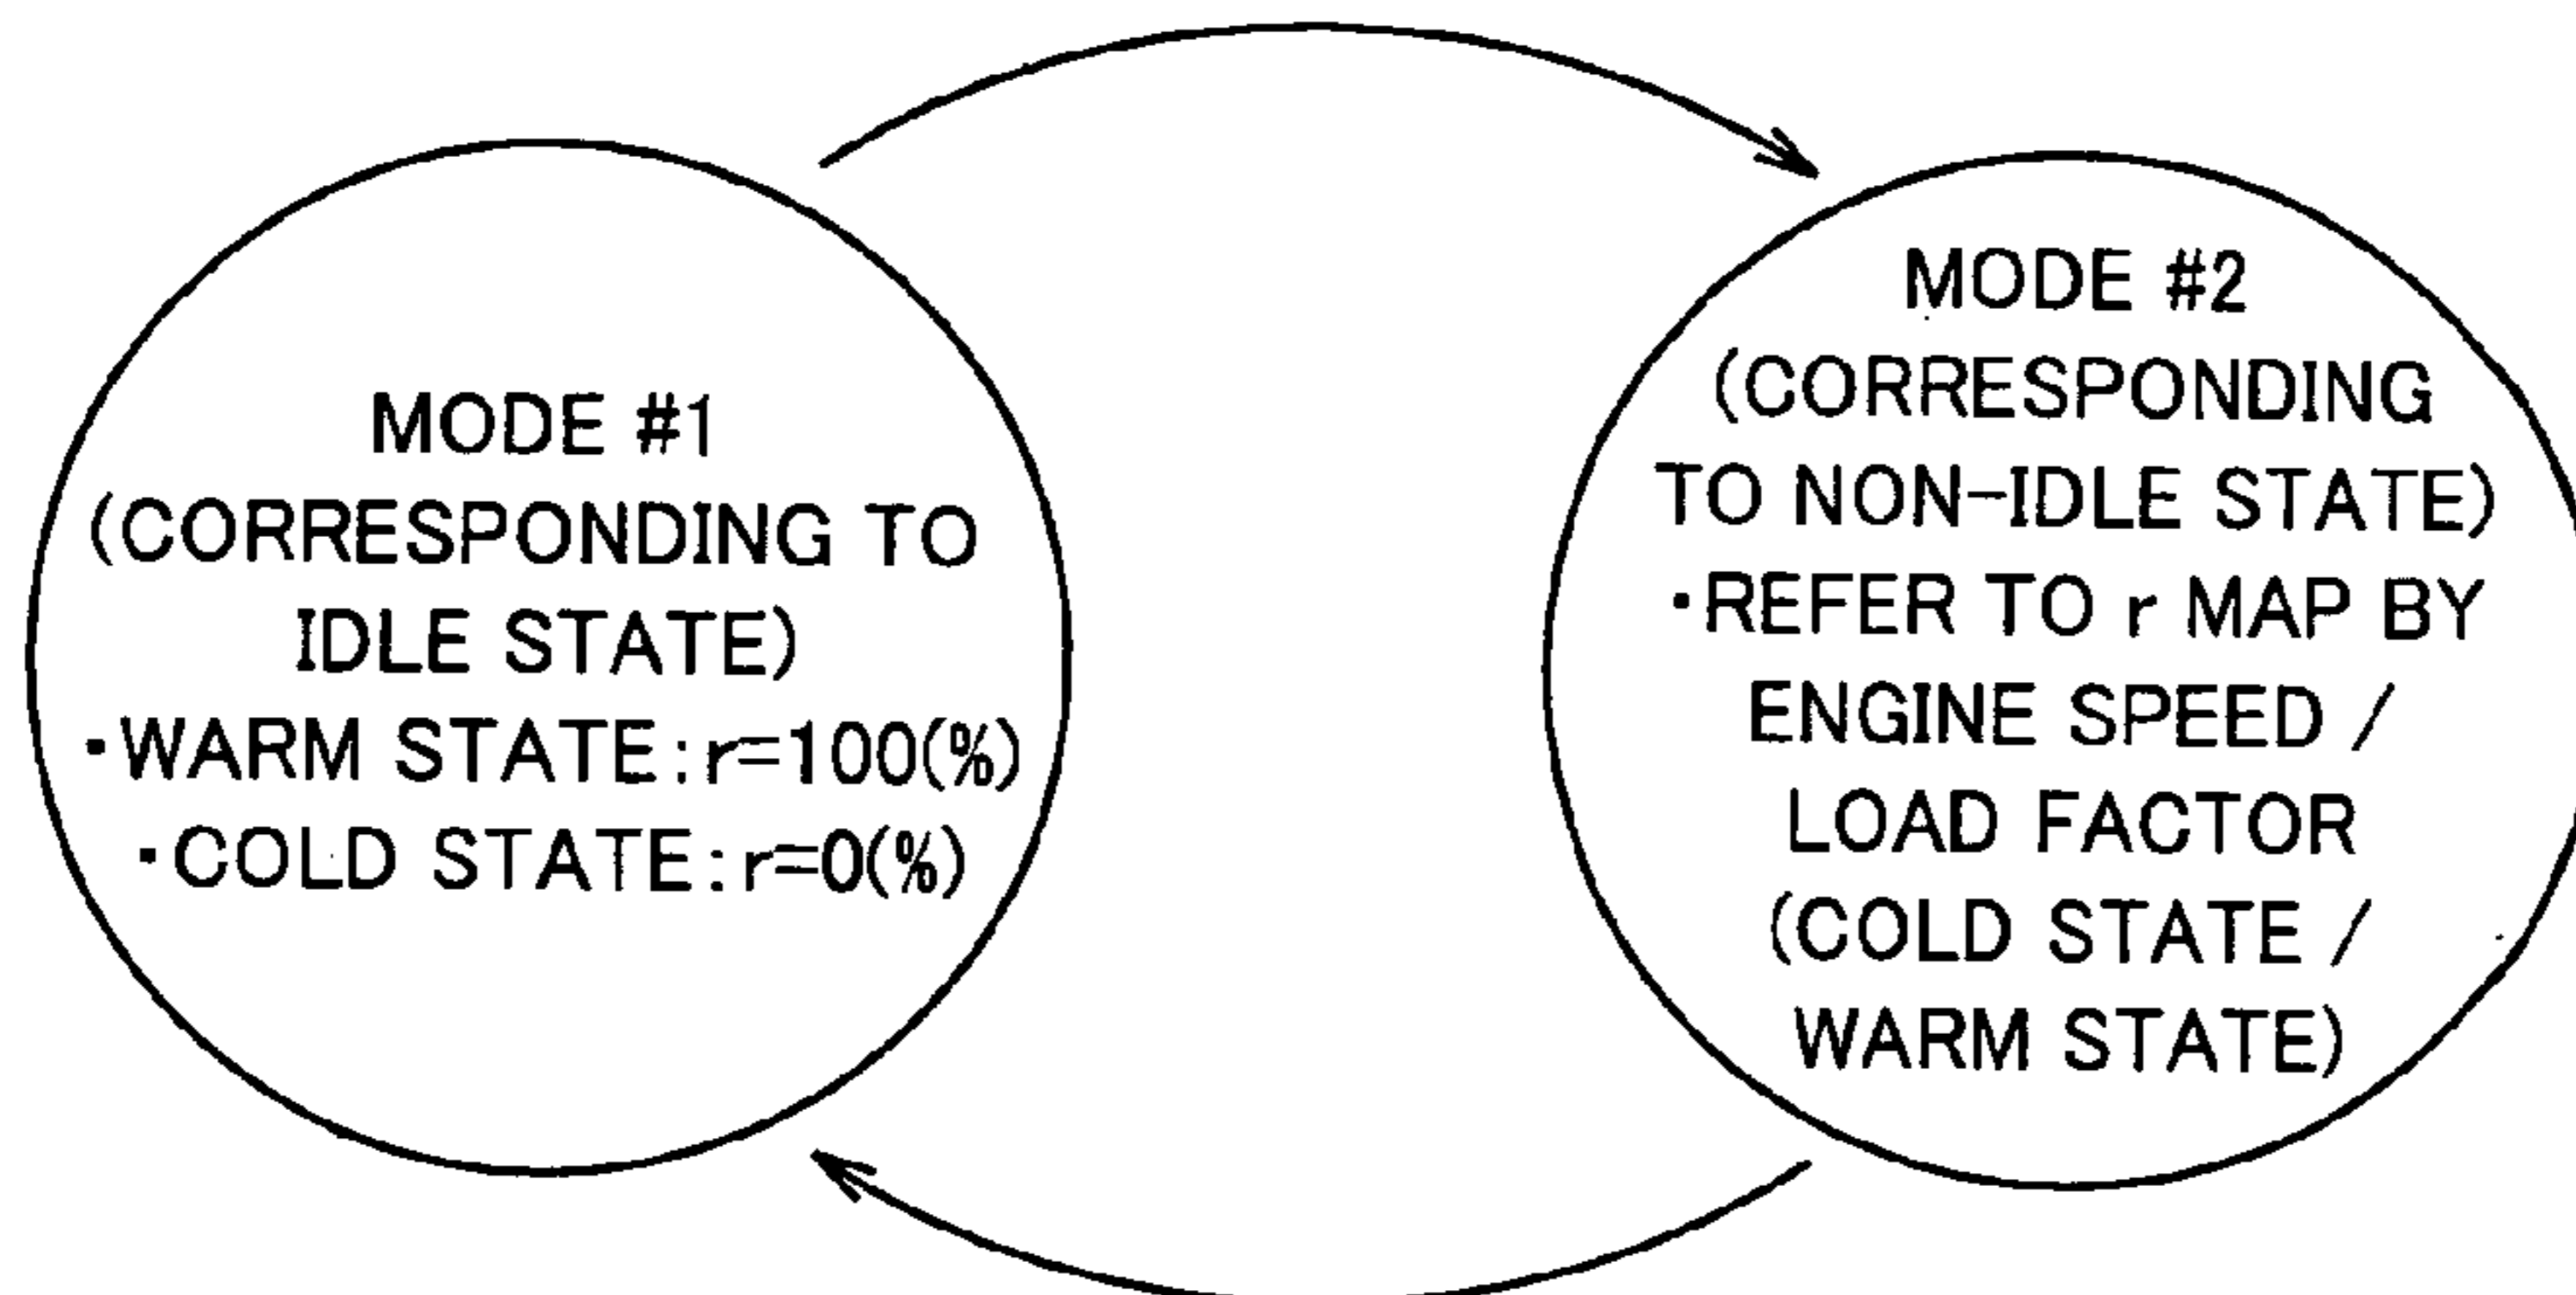 MODE #1
(CORRESPONDING TO
IDLE STATE)
・WARM STATE:r=100(%)
・COLD STATE:r=0(%)
MODE #2
(CORRESPONDING
TO NON-IDLE STATE)
・REFER TO r MAP BY
ENGINE SPEED /
LOAD FACTOR
(COLD STATE /
WARM STATE)